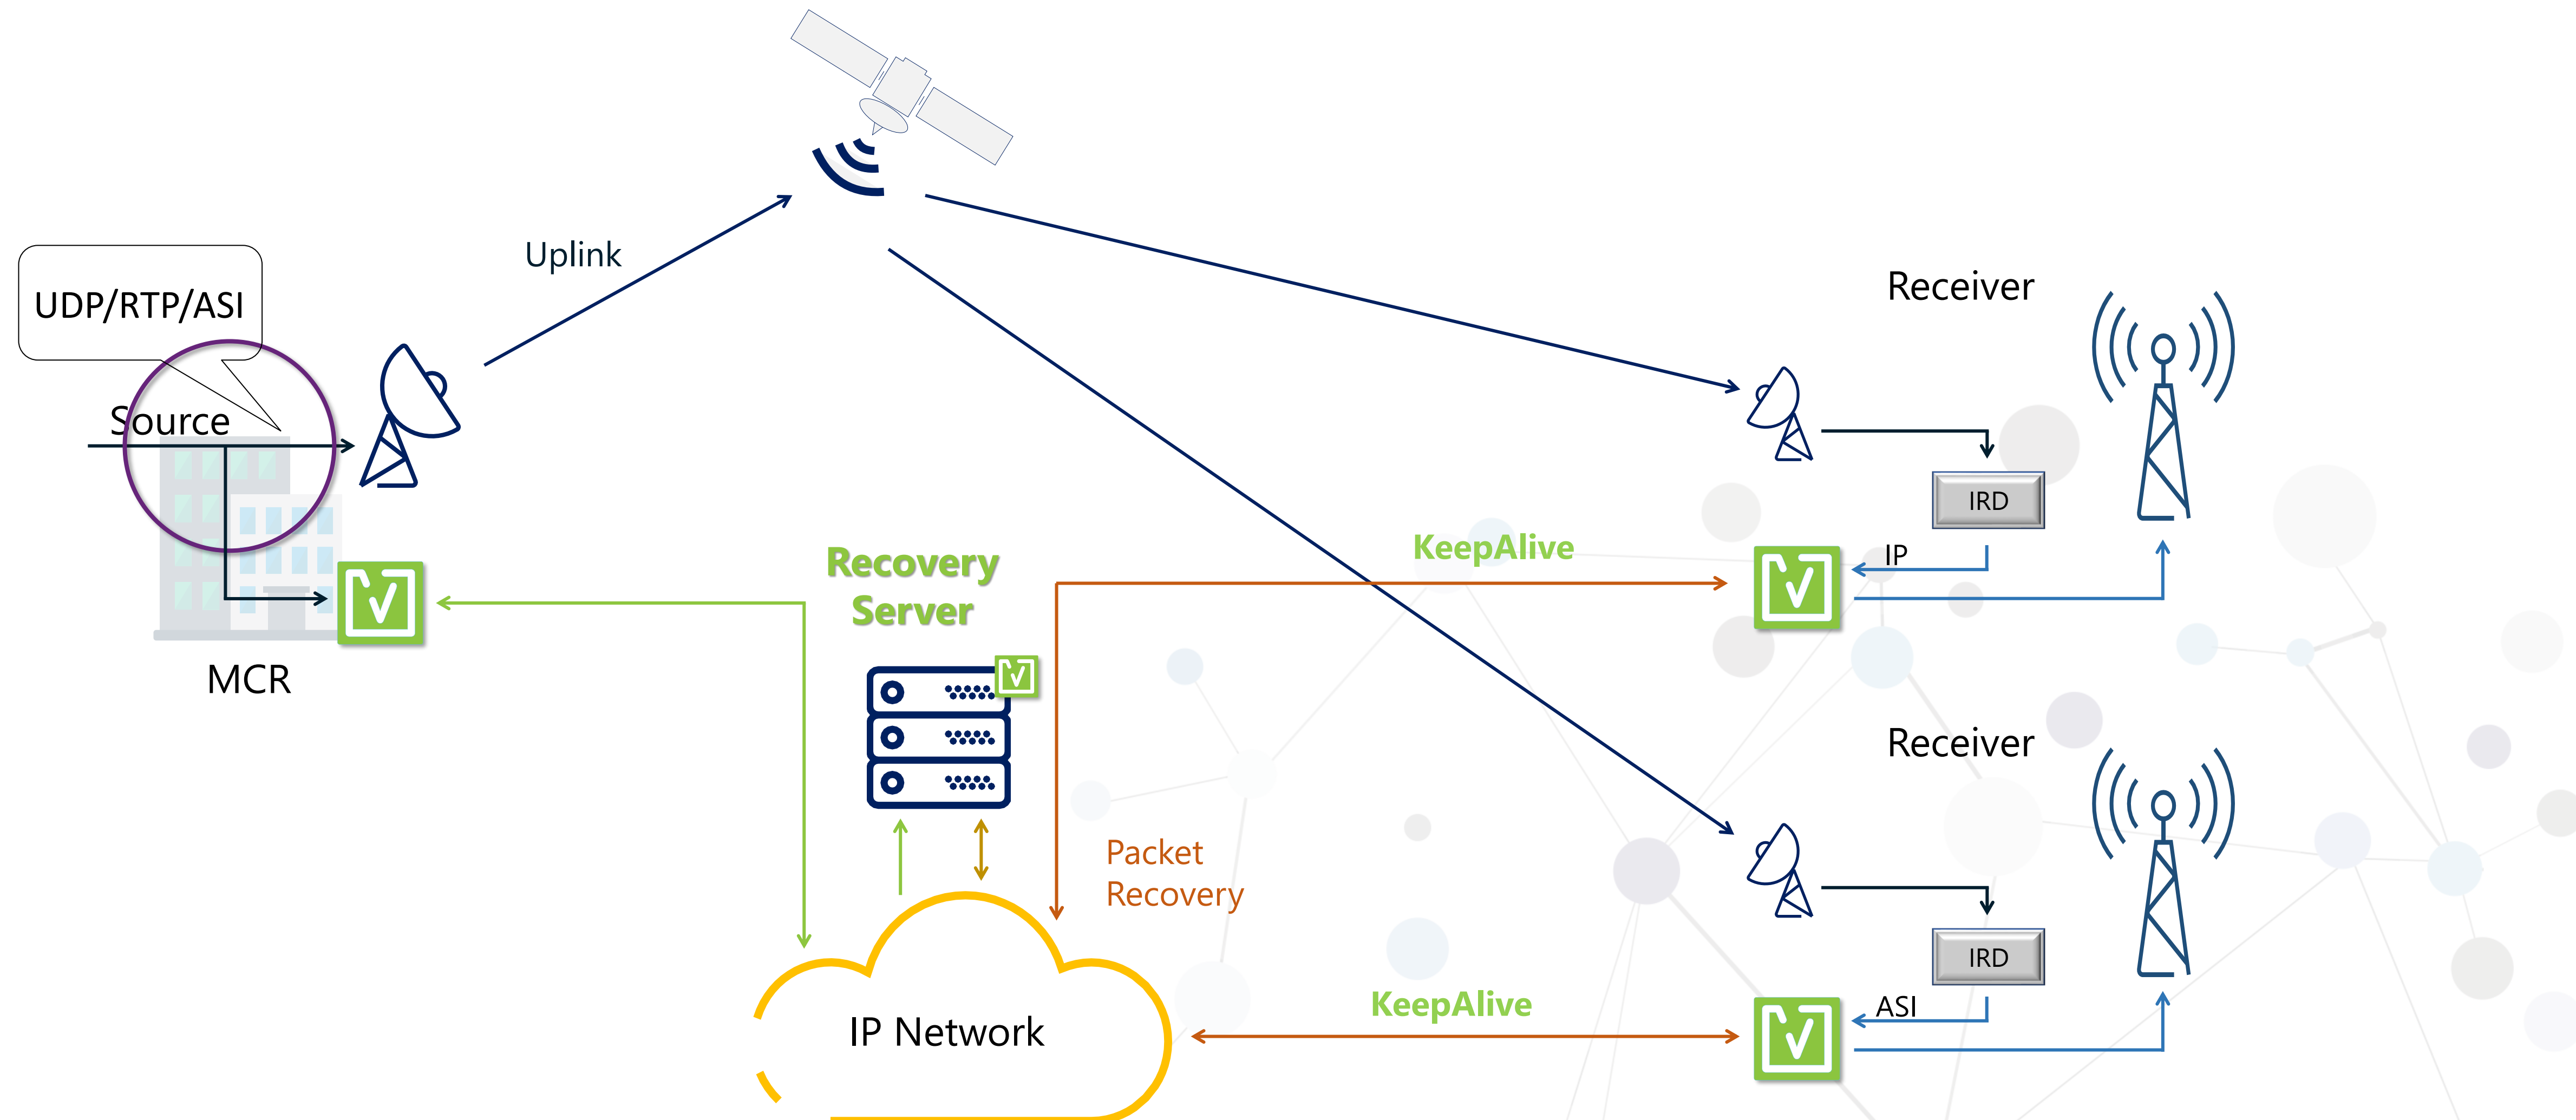 Uplink
UDP/RTP/ASI
Source
MCR
Recovery
Server
IP Network
Packet
Recovery
KeepAlive
Receiver
IRD
IP
KeepAlive
Receiver
IRD
ASI